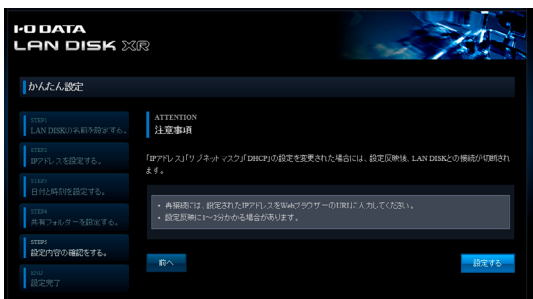 I-O DATA
LAN DISK XR
かんたん設定
STEP1
LAN DISKの名前を設定する。
STEP2
IPアドレスを設定する。
STEP3
日付と時刻を設定する。
STEP4
共有フォルダーを設定する。
STEP5
設定内容の確認をする。
END
設定完了
ATTENTION
注意事項
「IPアドレス」「サブネットマスク」「DHCP」の設定を変更された場合には、設定反映後、LAN DISKとの接続が切断され
ます。
・再接続には、設定されたIPアドレスをWebブラウザーのURLに入力してください。
・設定反映に1～2分かかる場合があります。
前へ
設定する